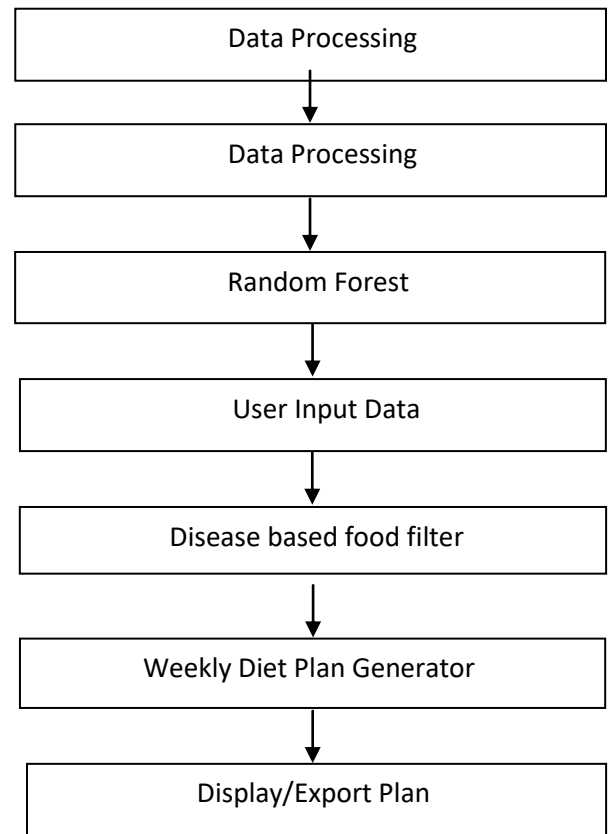 Data Processing
Data Processing
Random Forest
User Input Data
Disease based food filter
Weekly Diet Plan Generator
Display/Export Plan